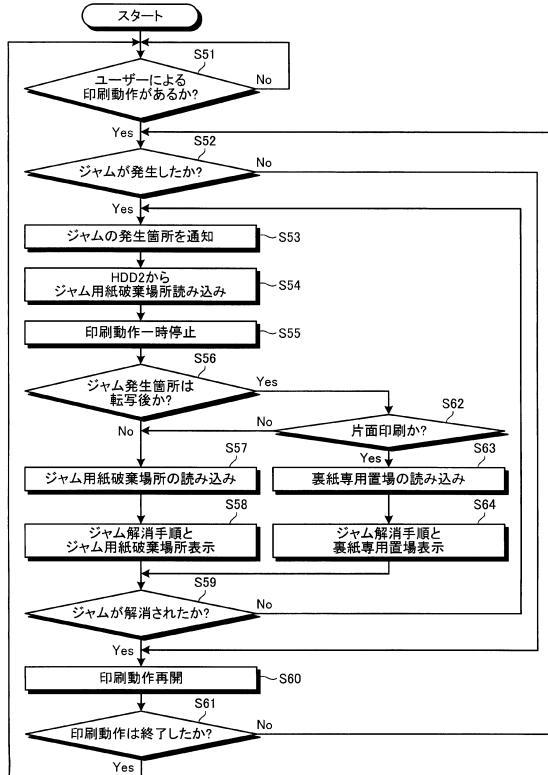 スタート
S51
ユーザーによる
印刷動作があるか?
No
Yes
S52
ジャムが発生したか?
No
Yes
ジャムの発生箇所を通知
S53
HDD2から
ジャム用紙破棄場所読み込み
S54
印刷動作一時停止
S55
S56
ジャム発生箇所は
転写後か?
Yes
No
S62
片面印刷か?
No
Yes
S57
ジャム用紙破棄場所の読み込み
S63
裏紙専用置場の読み込み
S58
ジャム解消手順と
ジャム用紙破棄場所表示
S64
ジャム解消手順と
裏紙専用置場表示
S59
ジャムが解消されたか?
No
Yes
印刷動作再開
S60
S61
印刷動作は終了したか?
No
Yes